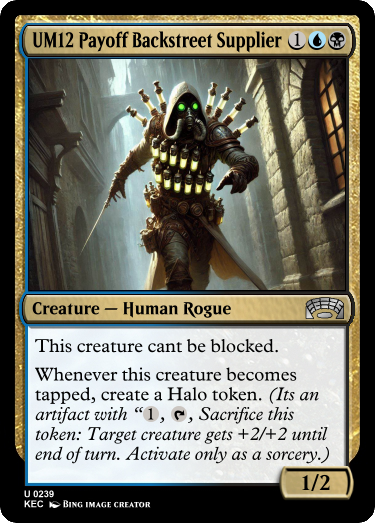 UM12 Payoff Backstreet Supplier 1
Creature — Human Rogue
This creature cant be blocked.
Whenever this creature becomes
tapped, create a Halo token. (Its an
artifact with “1, , Sacrifice this
token: Target creature gets +2/+2 until
end of turn. Activate only as a sorcery.)
1/2
U 0239
KEC Bing image creator